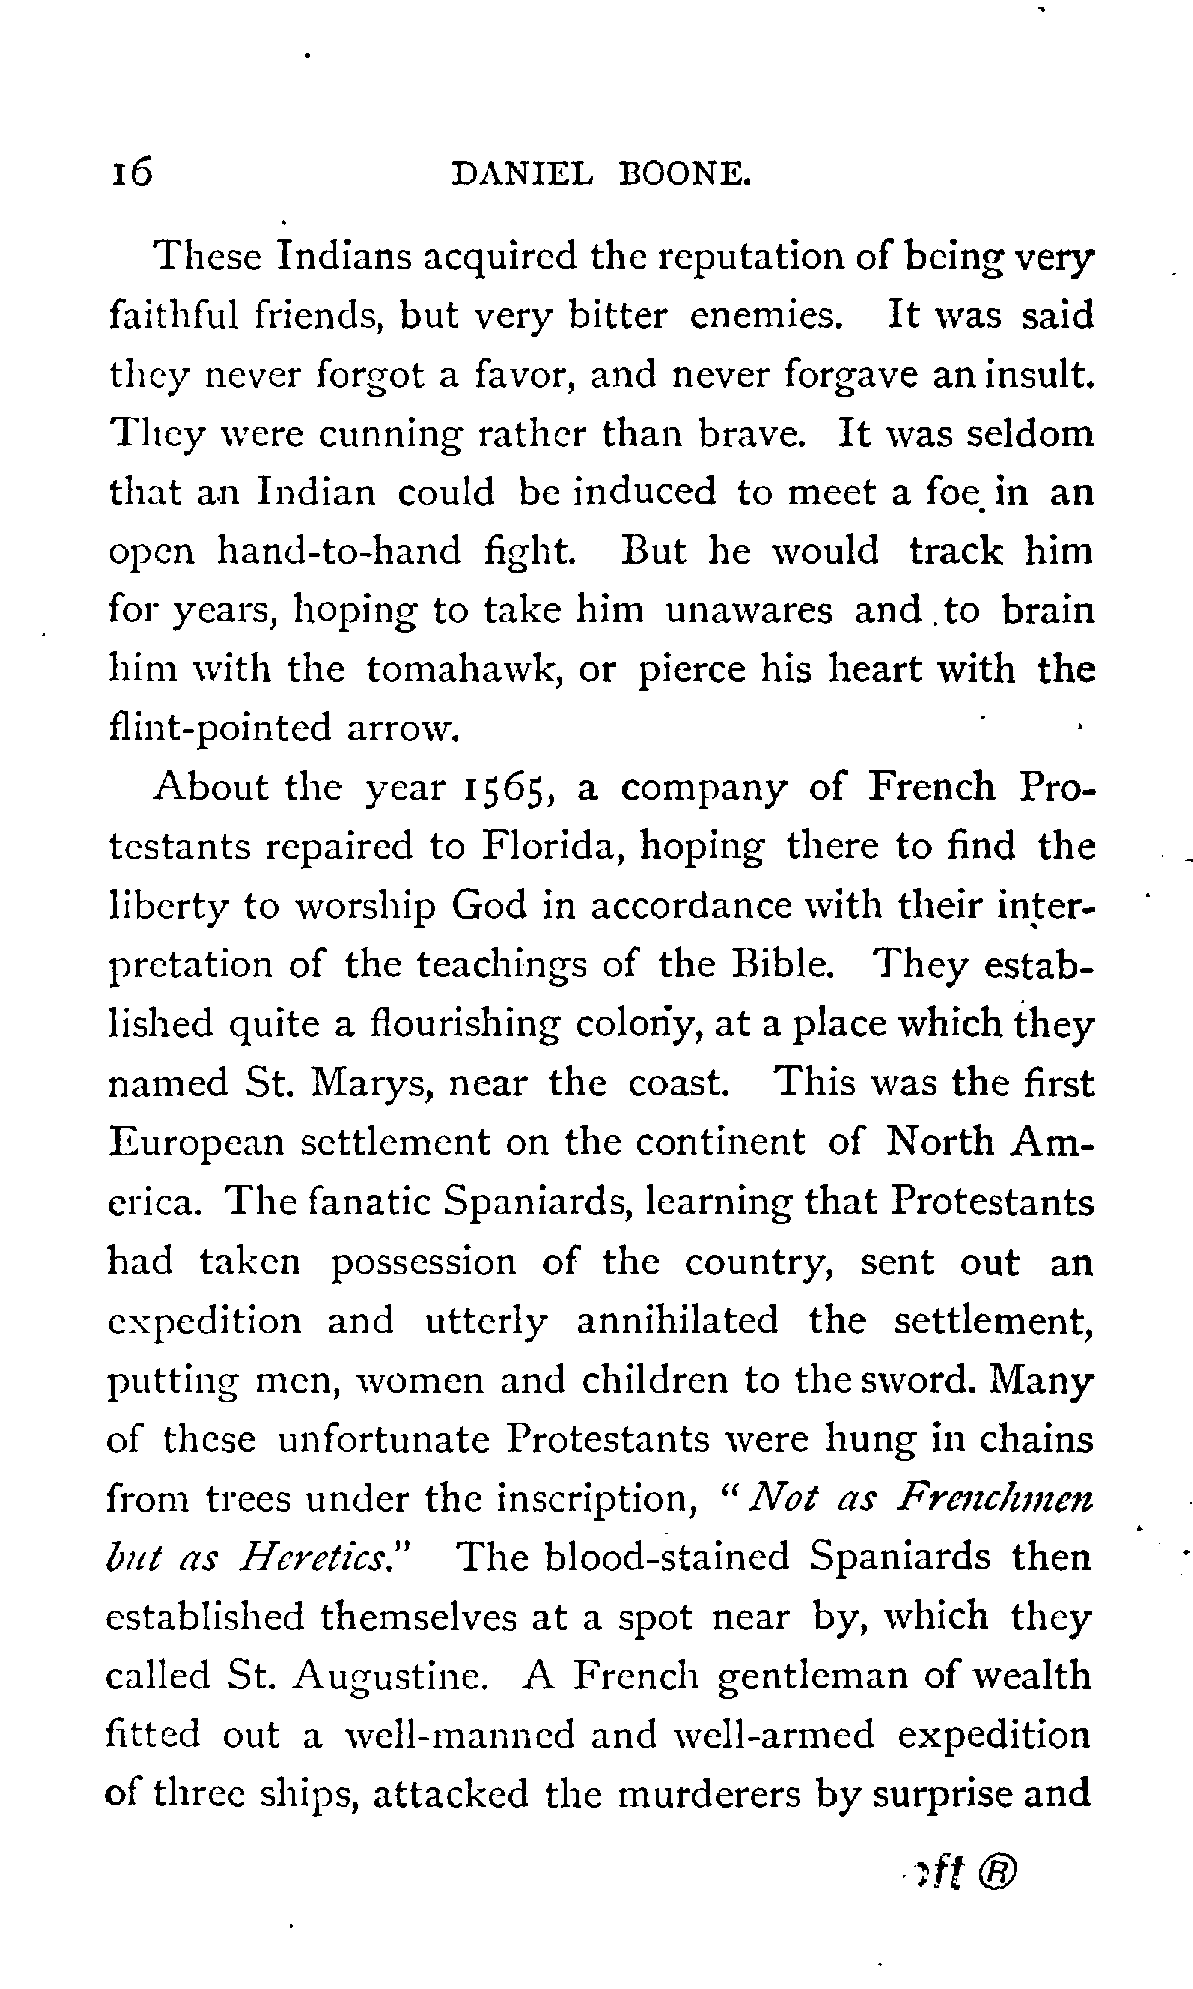 16 DANIEL BOONE.
These Indians acquired the reputation of being very
faithful friends, but very bitter enemies. It was said
they never forgot a favor, and never forgave an insult.
They were cunning rather than brave. It was seldom
that an Indian could be induced to meet a foe in an
open hand-to-hand fight. But he would track him
for years, hoping to take him unawares and to brain
him with the tomahawk, or pierce his heart with the
flint-pointed arrow.
About the year 1565, a company of French Pro-
testants repaired to Florida, hoping there to find the
liberty to worship God in accordance with their inter-
pretation of the teachings of the Bible. They estab-
lished quite a flourishing colony, at a place which they
named St. Marys, near the coast. This was the first
European settlement on the continent of North Am-
erica. The fanatic Spaniards, learning that Protestants
had taken possession of the country, sent out an
expedition and utterly annihilated the settlement,
putting men, women and children to the sword. Many
of these unfortunate Protestants were hung in chains
from trees under the inscription, "Not as Frenchmen
but as Heretics." The blood-stained Spaniards then
established themselves at a spot near by, which they
called St. Augustine. A French gentleman of wealth
fitted out a well-manned and well-armed expedition
of three ships, attacked the murderers by surprise and
®